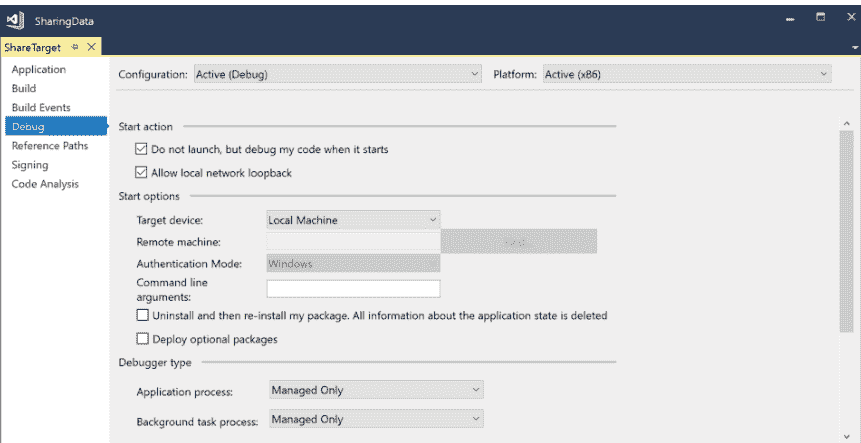 SharingData
ShareTarget
Application
Build
Build Events
Debug
Reference Paths
Signing
Code Analysis
Configuration: Active (Debug) Platform: Active (x86)
Start action
Do not launch, but debug my code when it starts
Allow local network loopback
Start options
Target device: Local Machine
Remote machine:
Authentication Mode: Windows
Command line
arguments:
Uninstall and then re-install my package. All information about the application state is deleted
Deploy optional packages
Debugger type
Application process: Managed Only
Background task process: Managed Only